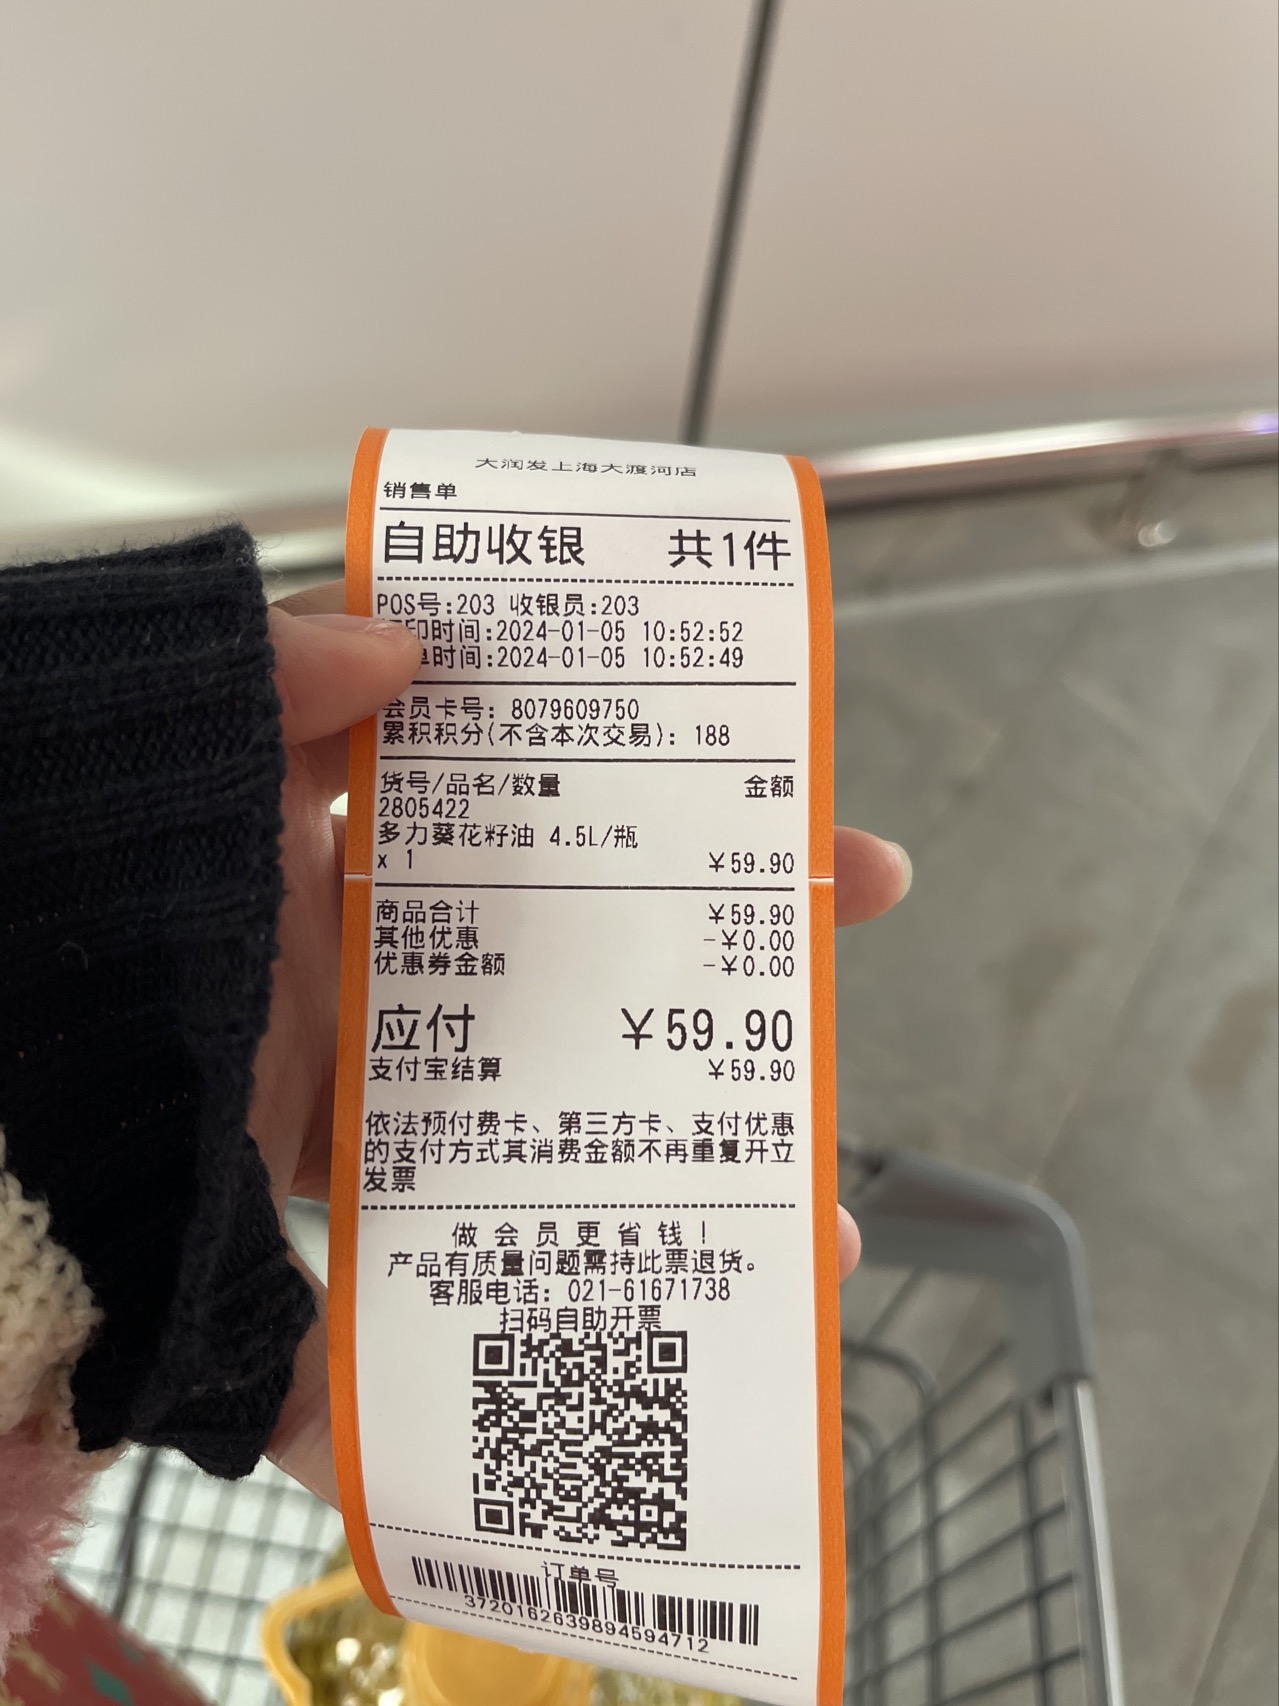 大润发上海大渡河店
销售单
自助收银 共1件
POS号:203 收银员:203
印时间:2024-01-05 10:52:52
单时间:2024-01-05 10:52:49
会员卡号: 8079609750
累积积分(不含本次交易): 188
货号/品名/数量 金额
2805422
多力葵花籽油 4.5L/瓶
x 1 ¥59.90
商品合计 ¥59.90
其他优惠 -¥0.00
优惠券金额 -¥0.00
应付 ¥59.90
支付宝结算 ¥59.90
依法预付费卡、第三方卡、支付优惠
的支付方式其消费金额不再重复开立
发票
做会员更省钱!
产品有质量问题需持此票退货。
客服电话: 021-61671738
扫码自助开票
订单号
3720162639894594712